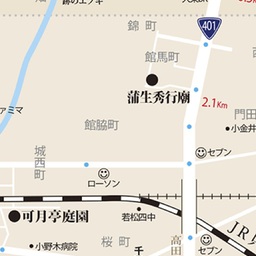 錦町
401
館馬町
蒲生秀行廟
2.1Km
門田
小金井
ァミマ
館脇町
城西町
セブン
ローソン
可月亭庭園
若松四中
JR
小野木病院
桜町
高田
セブン